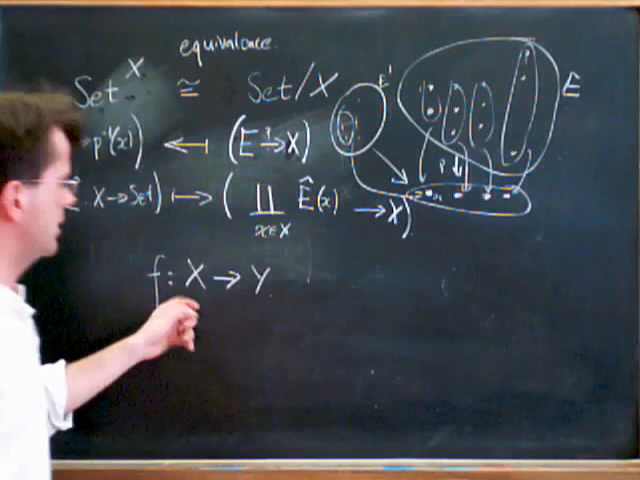 equivalence.
Set^X ≅ Set/X
p⁻¹(x)) ↤ (E →^p X)
X→Set) ↦ ( ∐_{x∈X} Ê(x) → X)
f: X → Y
E'
E
p
x